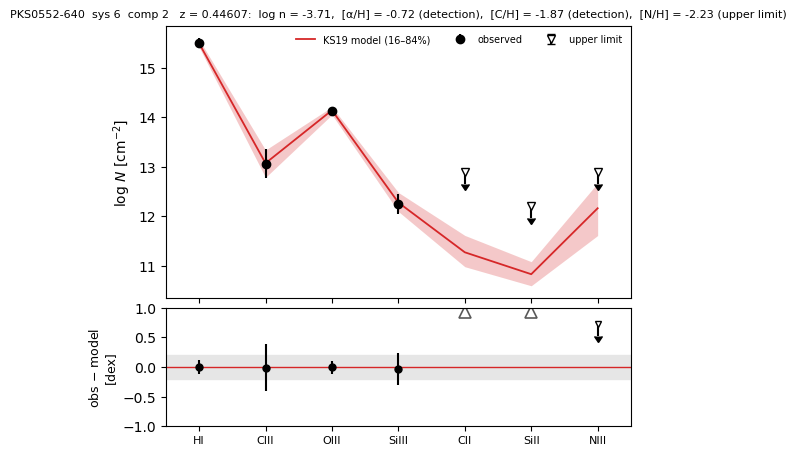 PKS0552-640  sys 6  comp 2   z = 0.44607:  log n = -3.71,  [α/H] = -0.72 (detection),  [C/H] = -1.87 (detection),  [N/H] = -2.23 (upper limit)
KS19 model (16–84%)
observed
upper limit
log N [cm⁻²]
15
14
13
12
11
obs − model
[dex]
1.0
0.5
0.0
−0.5
−1.0
HI
CIII
OIII
SiIII
CII
SiII
NIII